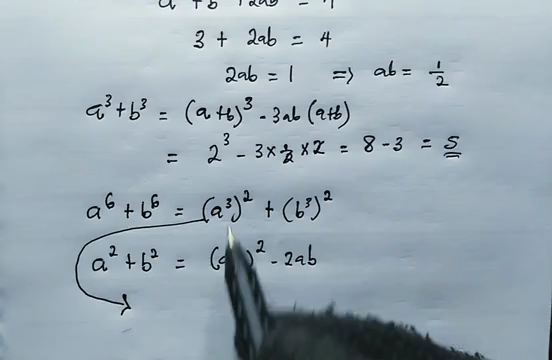 3 + 2ab = 4
2ab = 1 ⇒ ab = 1/2
a³ + b³ = (a+b)³ - 3ab(a+b)
= 2³ - 3 × 1/2 × 2 = 8 - 3 = 5
a⁶ + b⁶ = (a³)² + (b³)²
a² + b² = (a )² - 2ab